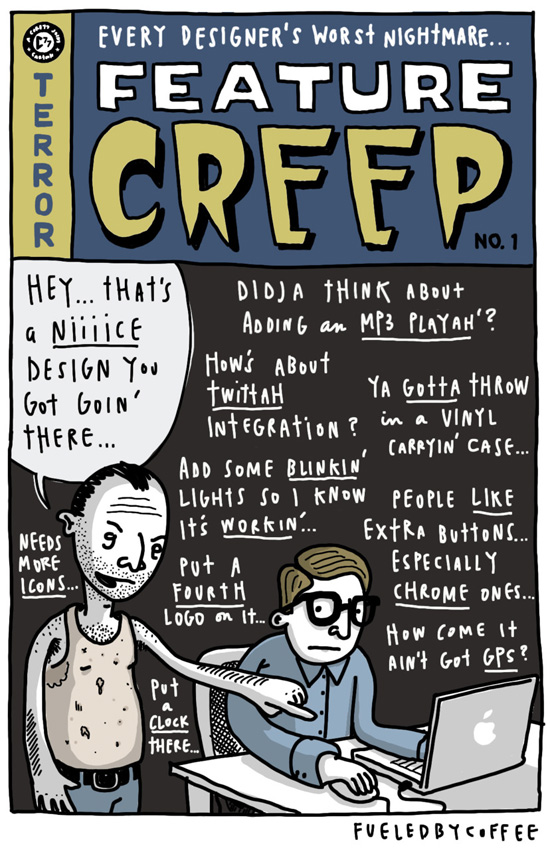 EVERY DESIGNER'S WORST NIGHTMARE...
FEATURE
CREEP
NO. 1
TERROR
HEY... THAT'S
a NIIIICE
DESIGN YOU
GOT GOIN'
THERE...
DIDJA THINK ABOUT
ADDING an MP3 PLAYAH'?
HOW'S ABOUT
TWITTAH
INTEGRATION?
YA GOTTA THROW
in a VINYL
CARRYIN' CASE...
ADD SOME BLINKIN'
LIGHTS SO I KNOW
IT'S WORKIN'...
PEOPLE LIKE
EXTRA BUTTONS...
ESPECIALLY
CHROME ONES...
NEEDS
MORE
ICONS...
PUT A
FOURTH
LOGO ON IT...
HOW COME IT
AIN'T GOT GPS?
PUT
a
CLOCK
THERE...
FUELEDBYCOFFEE